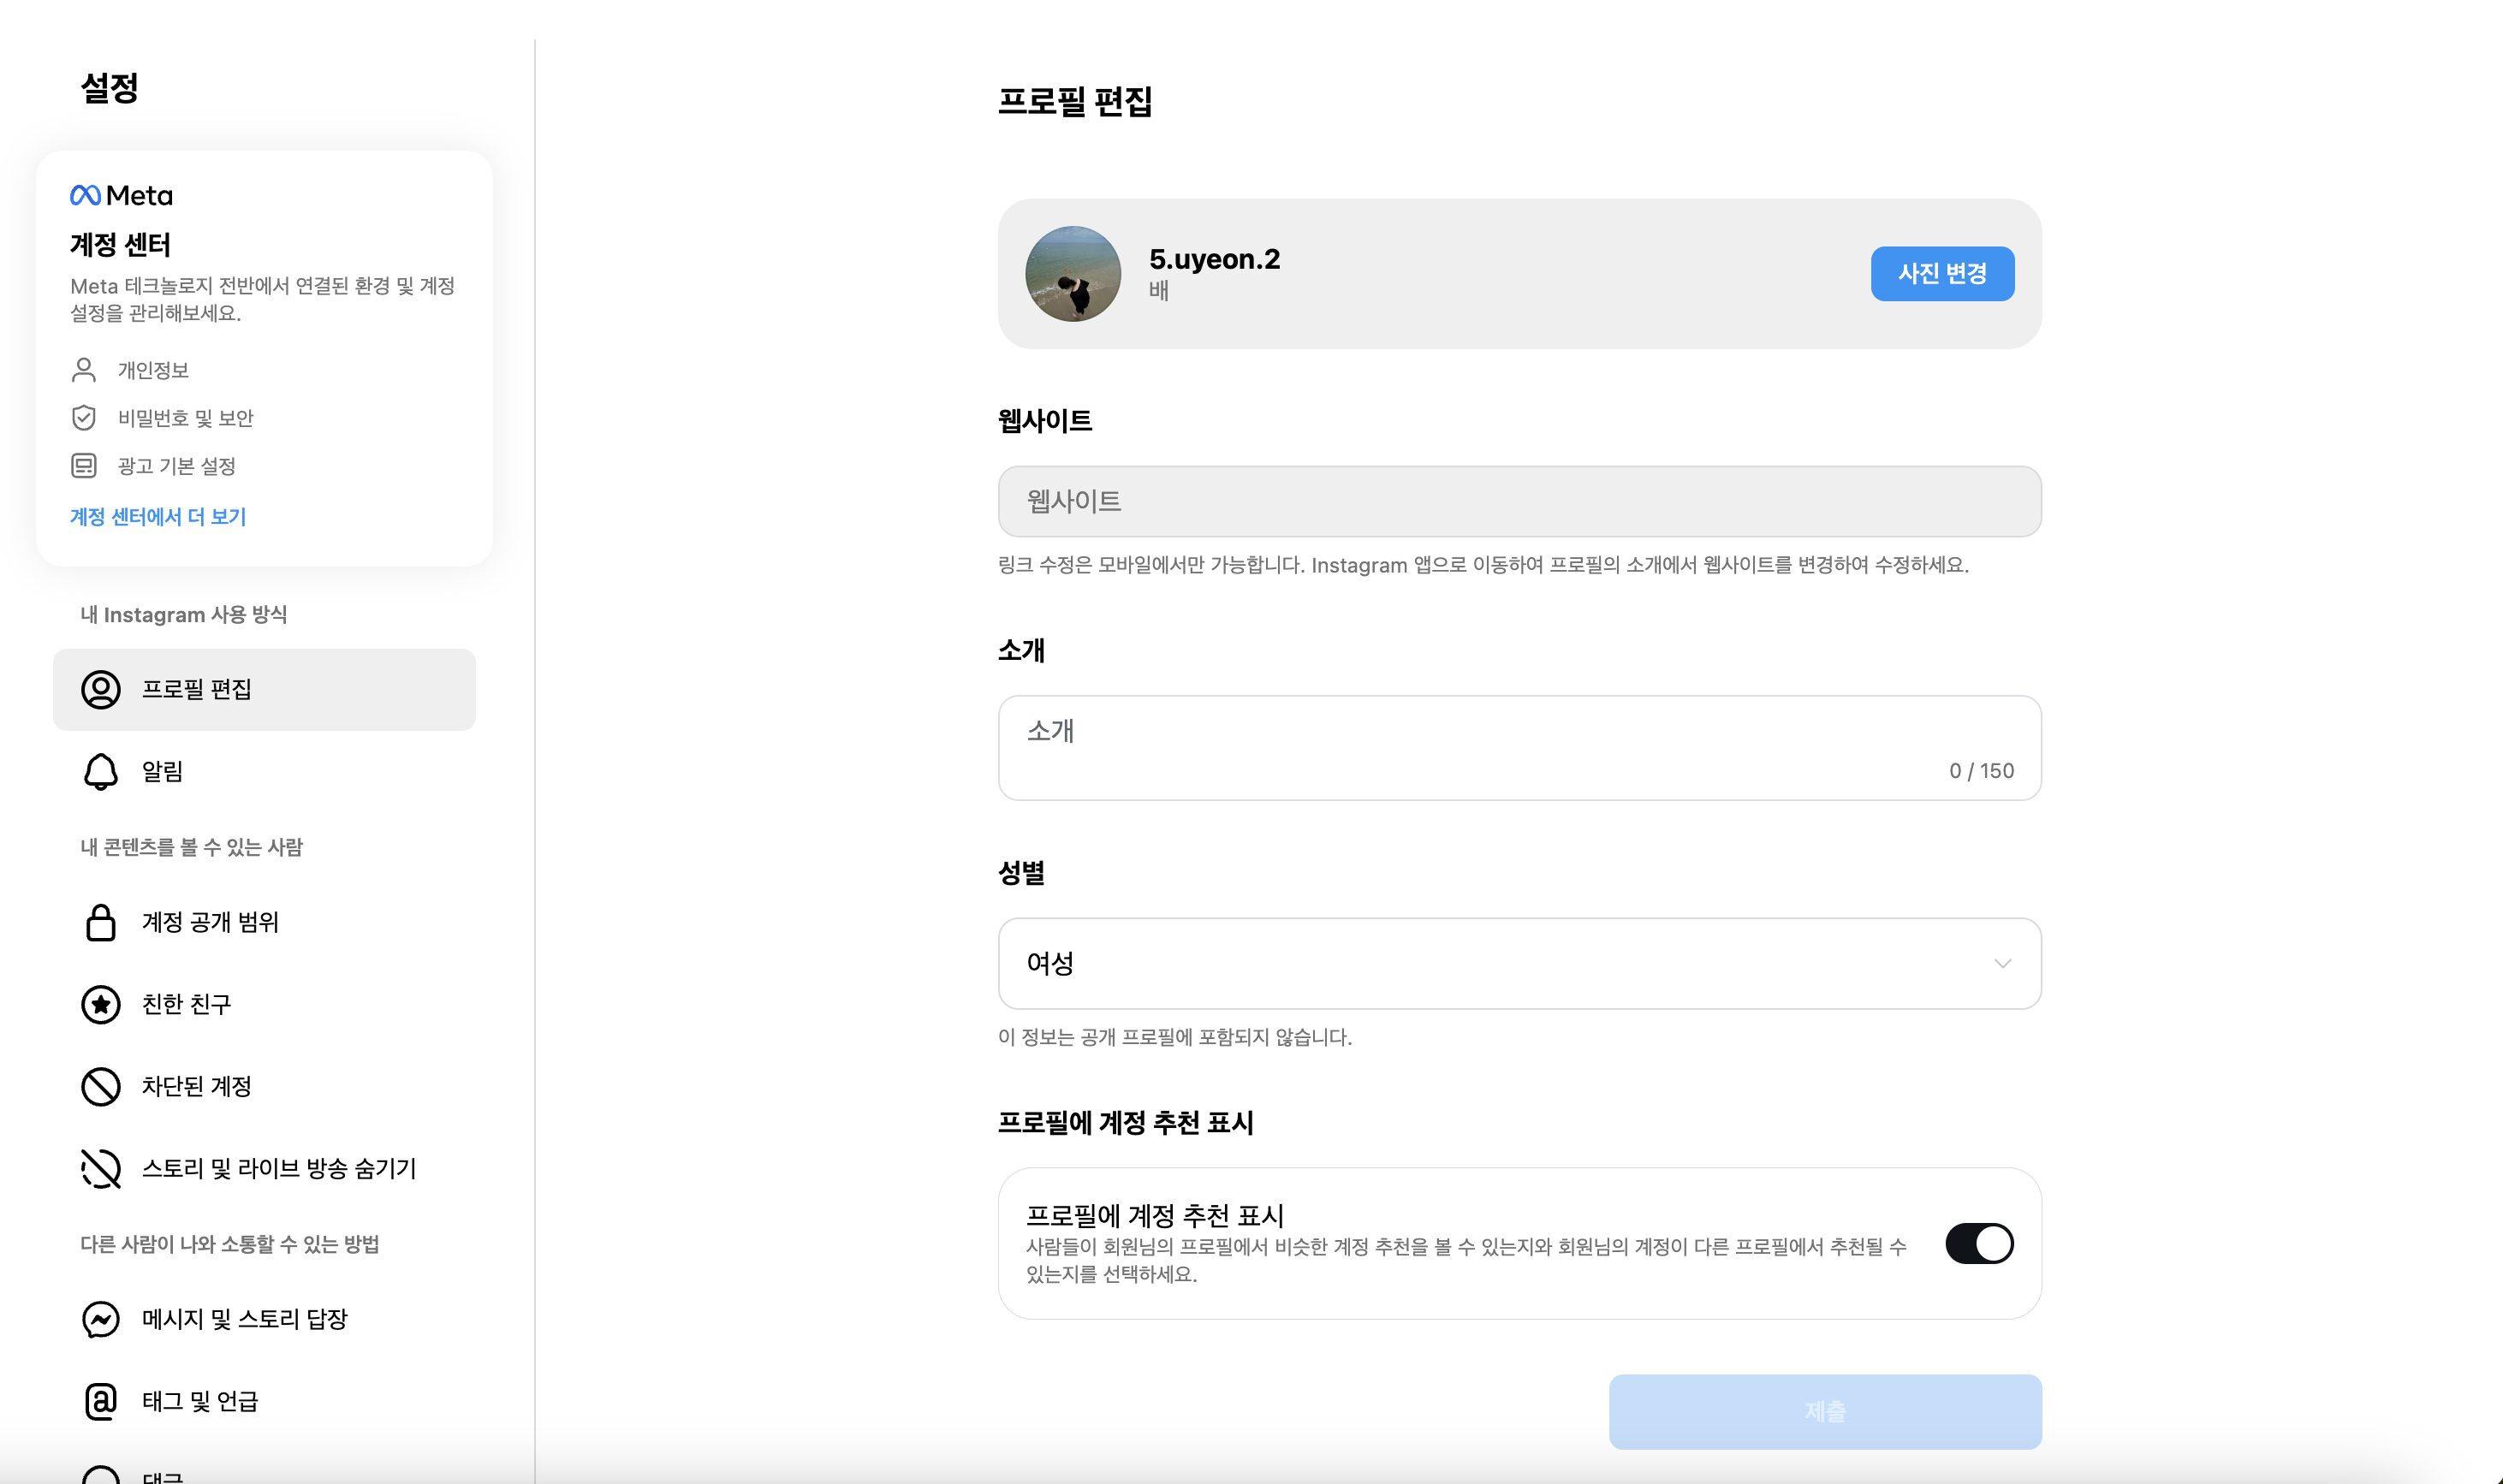 설정
Meta
계정 센터
Meta 테크놀로지 전반에서 연결된 환경 및 계정
설정을 관리해보세요.
개인정보
비밀번호 및 보안
광고 기본 설정
계정 센터에서 더 보기
내 Instagram 사용 방식
프로필 편집
알림
내 콘텐츠를 볼 수 있는 사람
계정 공개 범위
친한 친구
차단된 계정
스토리 및 라이브 방송 숨기기
다른 사람이 나와 소통할 수 있는 방법
메시지 및 스토리 답장
태그 및 언급
댓글
프로필 편집
5.uyeon.2
배
사진 변경
웹사이트
웹사이트
링크 수정은 모바일에서만 가능합니다. Instagram 앱으로 이동하여 프로필의 소개에서 웹사이트를 변경하여 수정하세요.
소개
소개
0 / 150
성별
여성
이 정보는 공개 프로필에 포함되지 않습니다.
프로필에 계정 추천 표시
프로필에 계정 추천 표시
사람들이 회원님의 프로필에서 비슷한 계정 추천을 볼 수 있는지와 회원님의 계정이 다른 프로필에서 추천될 수
있는지를 선택하세요.
제출